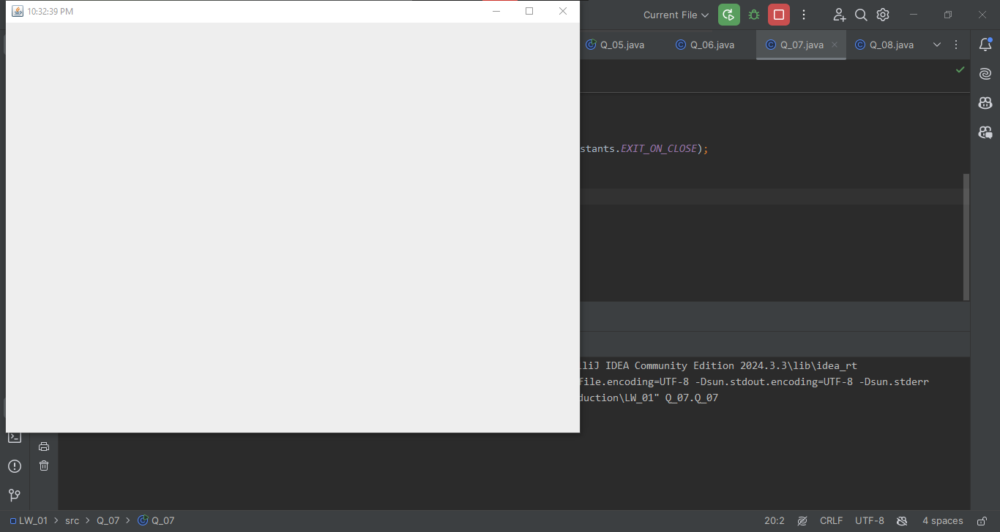 10:32:39 PM
Current File
Q_05.java
Q_06.java
Q_07.java
Q_08.java
stants.EXIT_ON_CLOSE);
lliJ IDEA Community Edition 2024.3.3\lib\idea_rt
file.encoding=UTF-8 -Dsun.stdout.encoding=UTF-8 -Dsun.stderr
duction\LW_01" Q_07.Q_07
LW_01 > src > Q_07 > Q_07
20:2
CRLF
UTF-8
4 spaces